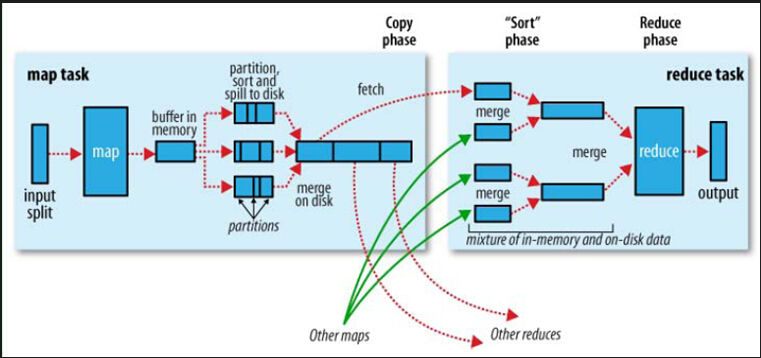 Copy
phase
"Sort"
phase
Reduce
phase
map task
partition,
sort and
spill to disk
fetch
reduce task
buffer in
memory
merge
map
merge
reduce
input
split
merge
on disk
merge
output
partitions
mixture of in-memory and on-disk data
Other maps
Other reduces